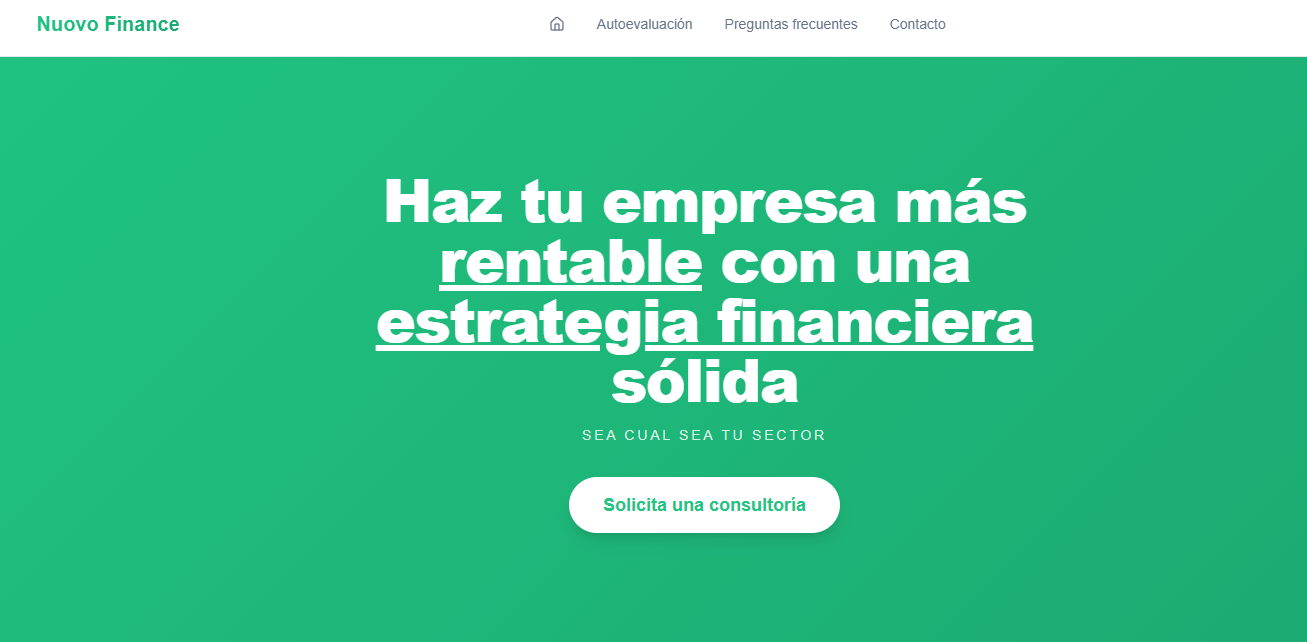 Nuovo Finance
Autoevaluación
Preguntas frecuentes
Contacto
Haz tu empresa más
rentable con una
estrategia financiera
sólida
SEA CUAL SEA TU SECTOR
Solicita una consultoría